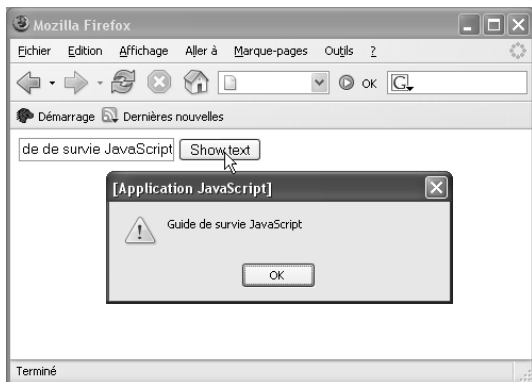 Mozilla Firefox
Fichier Edition Affichage Aller à Marque-pages Outils ?
OK G
Démarrage Dernières nouvelles
de de survie JavaScript Show text
[Application JavaScript]
Guide de survie JavaScript
OK
Terminé